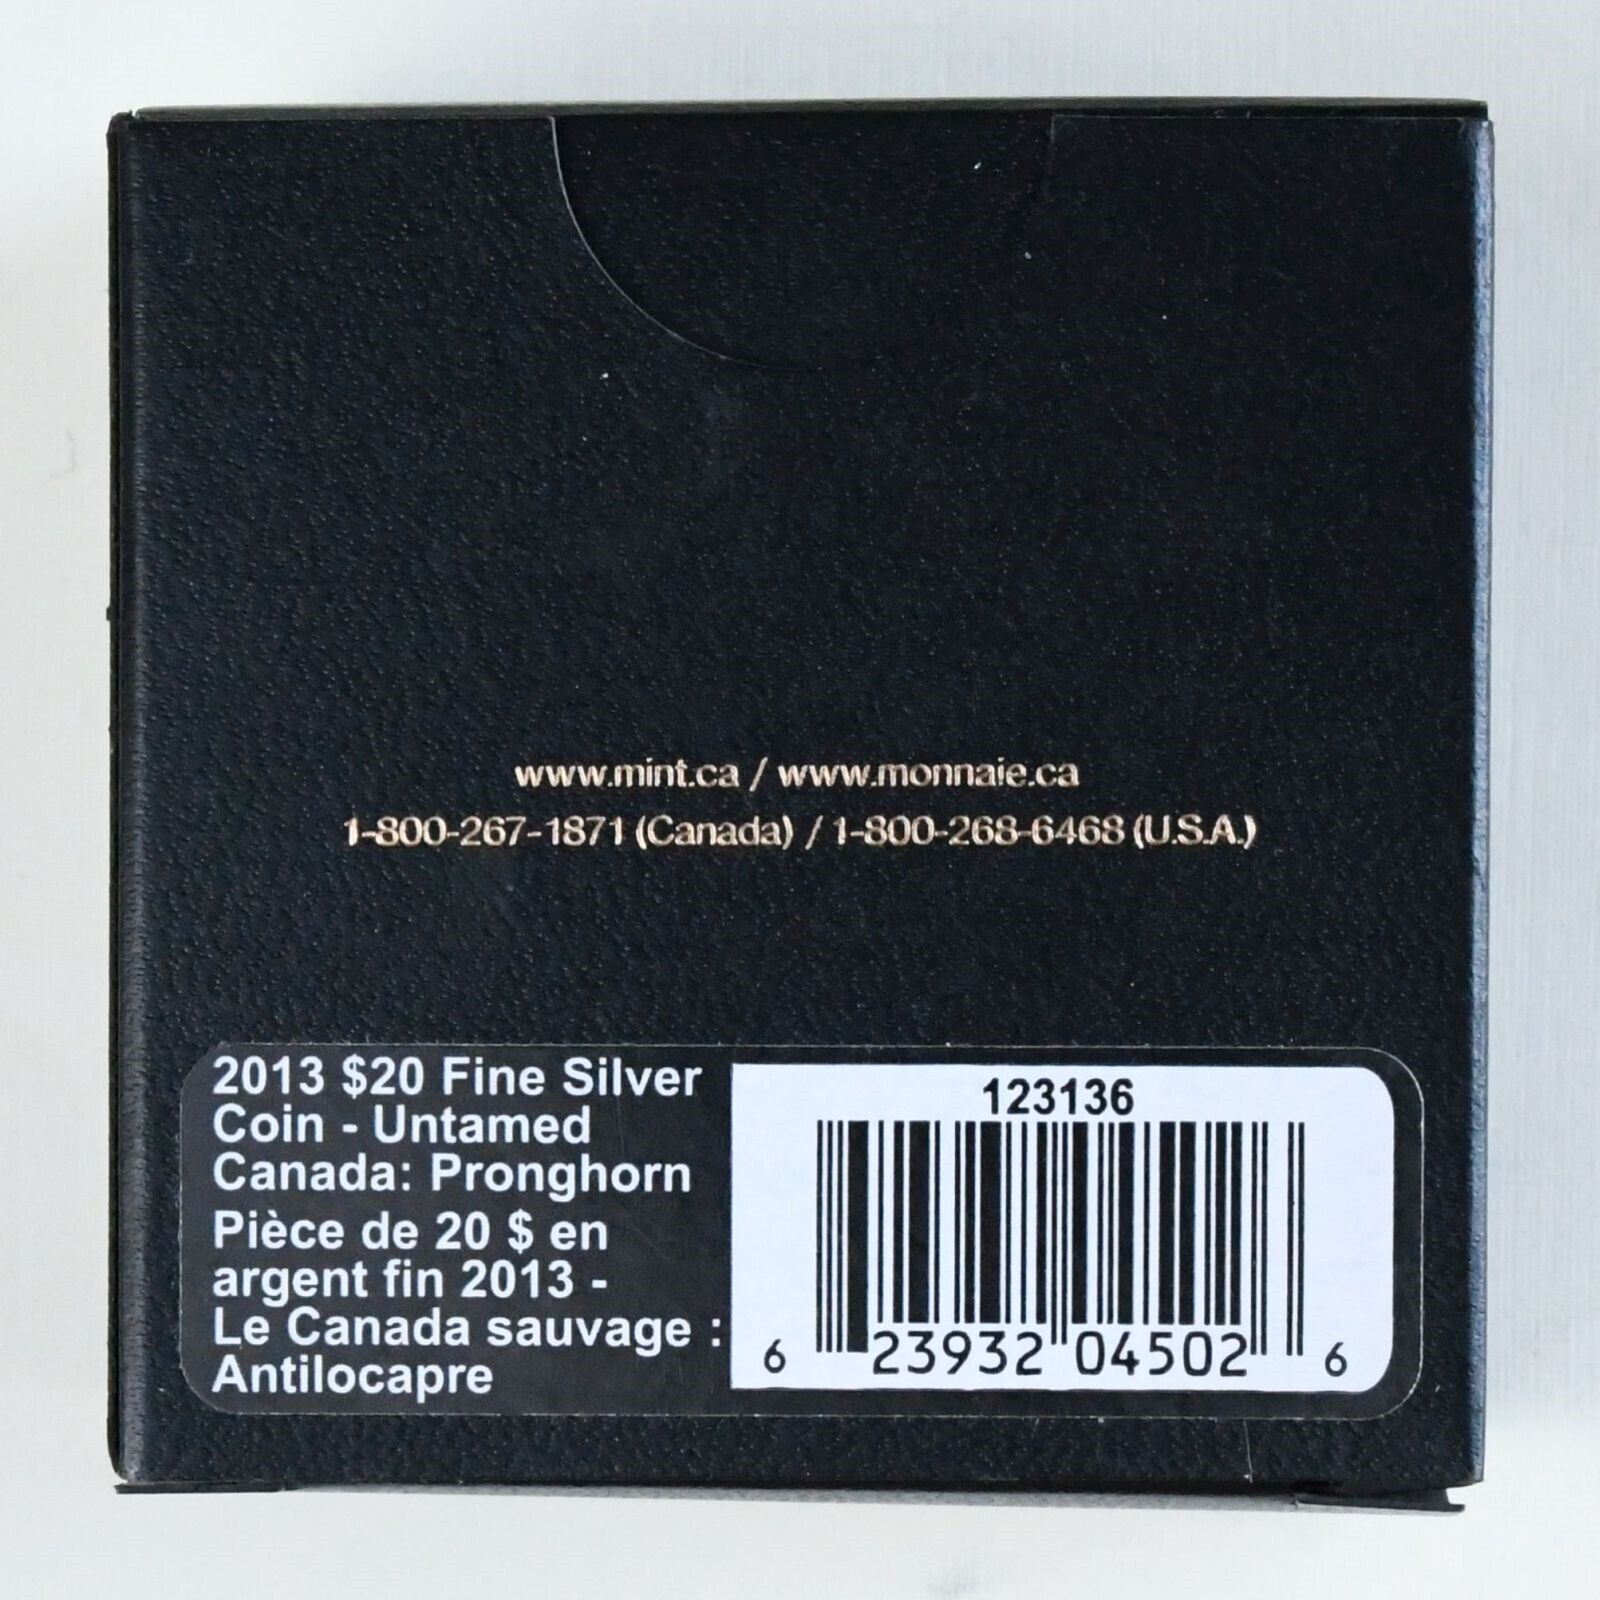 www.mint.ca / www.monnaie.ca
1-800-267-1871 (Canada) / 1-800-268-6468 (U.S.A.)
2013 $20 Fine Silver
Coin - Untamed
Canada: Pronghorn
Pièce de 20 $ en
argent fin 2013 -
Le Canada sauvage :
Antilocapre
123136
6 23932 04502 6